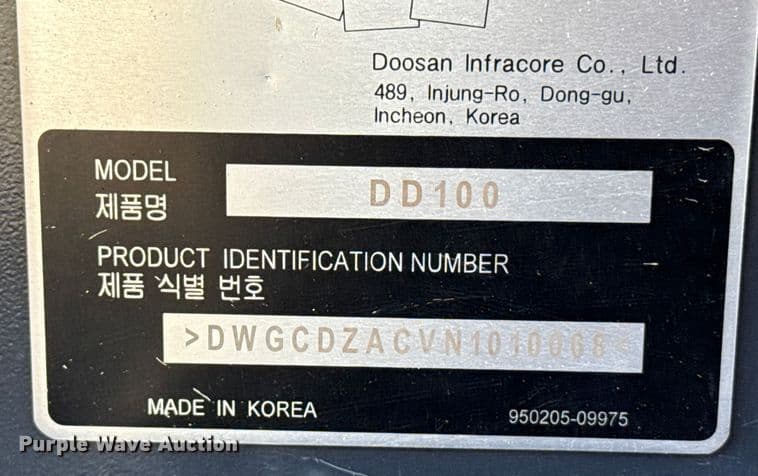 Doosan Infracore Co., Ltd.
489, Injung-Ro, Dong-gu,
Incheon, Korea
MODEL
제품명
DD100
PRODUCT IDENTIFICATION NUMBER
제품 식별 번호
>DWGCDZACVN1010068<
MADE IN KOREA
950205-09975
Purple Wave Auction